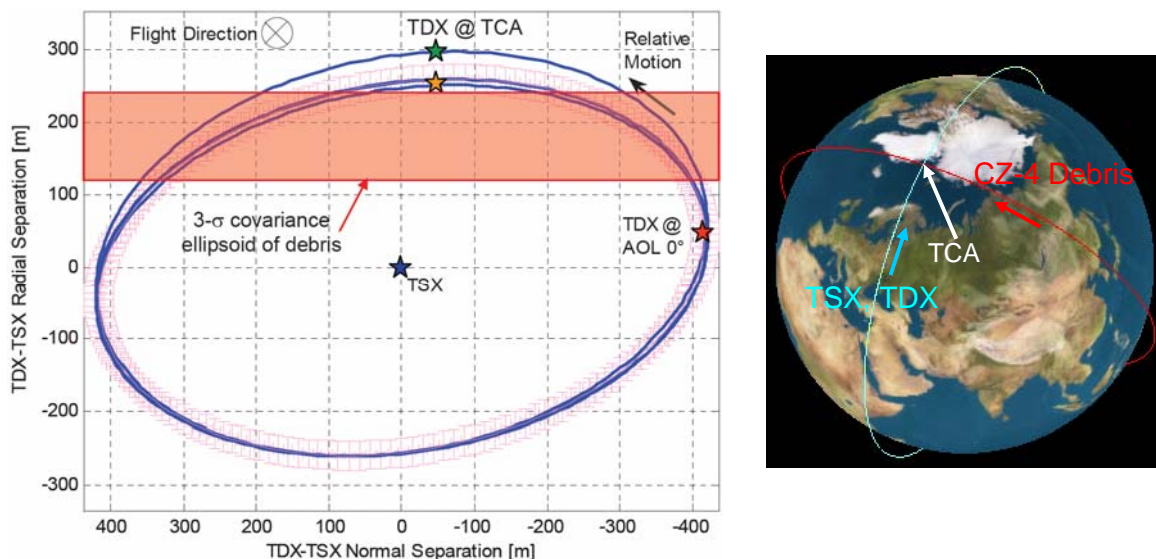 Flight Direction
TDX @ TCA
Relative
Motion
300
200
100
0
-100
-200
-300
TDX-TSX Radial Separation [m]
3-σ covariance
ellipsoid of debris
TDX @
AOL 0°
TSX
400
300
200
100
0
-100
-200
-300
-400
TDX-TSX Normal Separation [m]
CZ-4 Debris
TCA
TSX, TDX